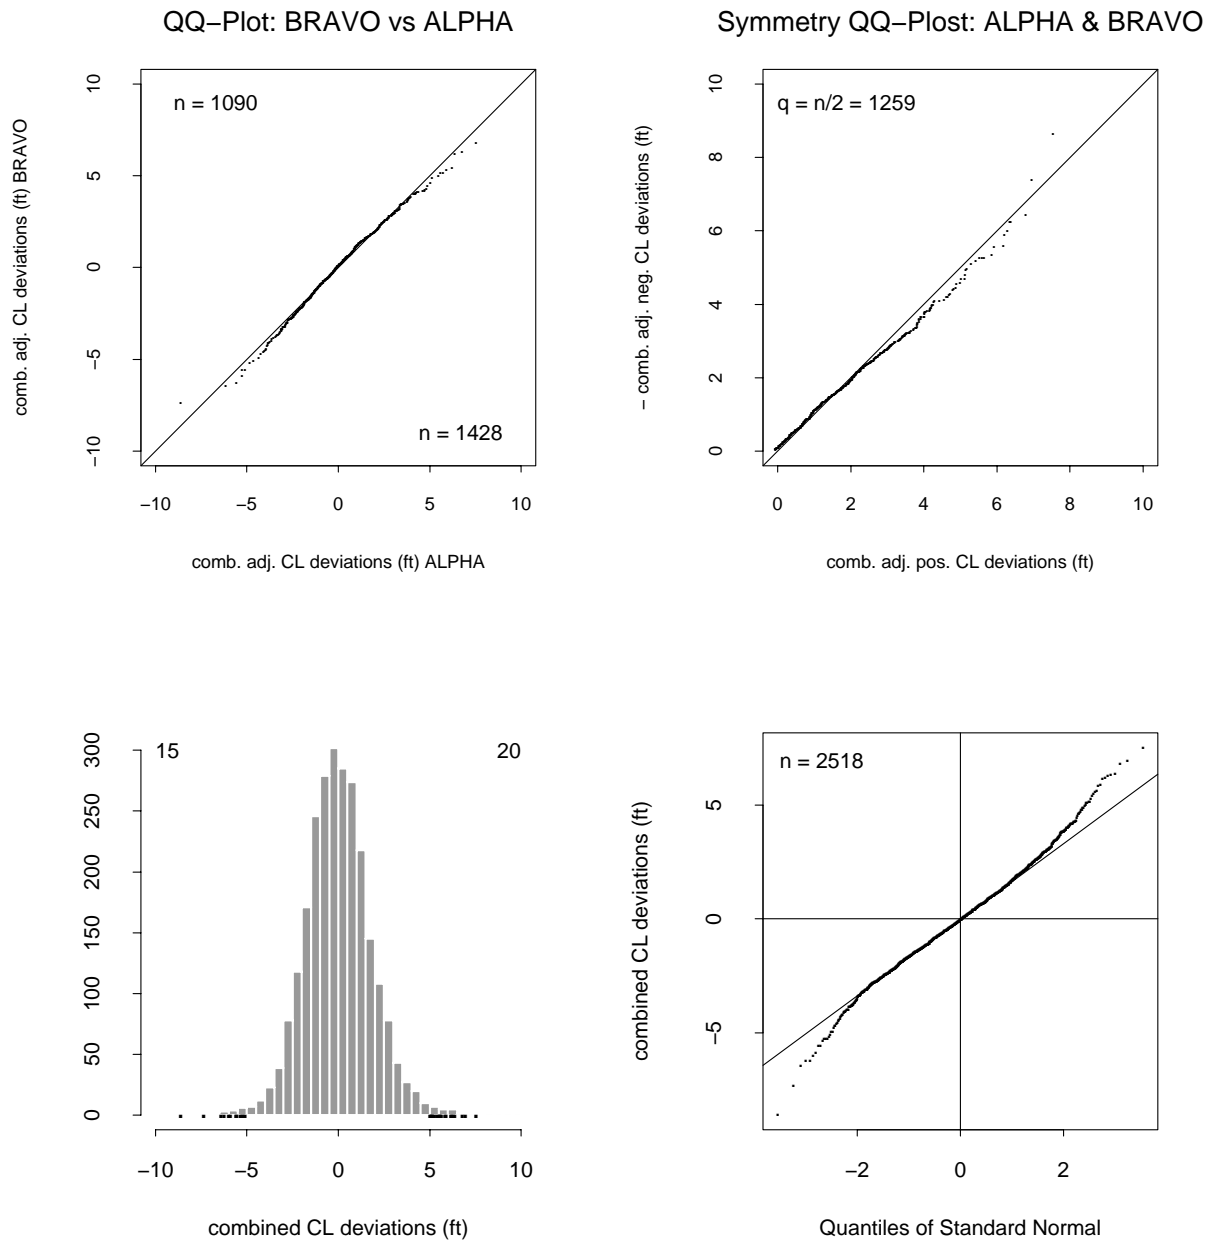 QQ–Plot: BRAVO vs ALPHA
comb. adj. CL deviations (ft) BRAVO
10
5
0
−5
−10
n = 1090
n = 1428
−10 −5 0 5 10
comb. adj. CL deviations (ft) ALPHA
Symmetry QQ–Plost: ALPHA & BRAVO
− comb. adj. neg. CL deviations (ft)
10
8
6
4
2
0
q = n/2 = 1259
0 2 4 6 8 10
comb. adj. pos. CL deviations (ft)
300
250
200
150
100
50
0
15 20
−10 −5 0 5 10
combined CL deviations (ft)
combined CL deviations (ft)
5
0
−5
n = 2518
−2 0 2
Quantiles of Standard Normal